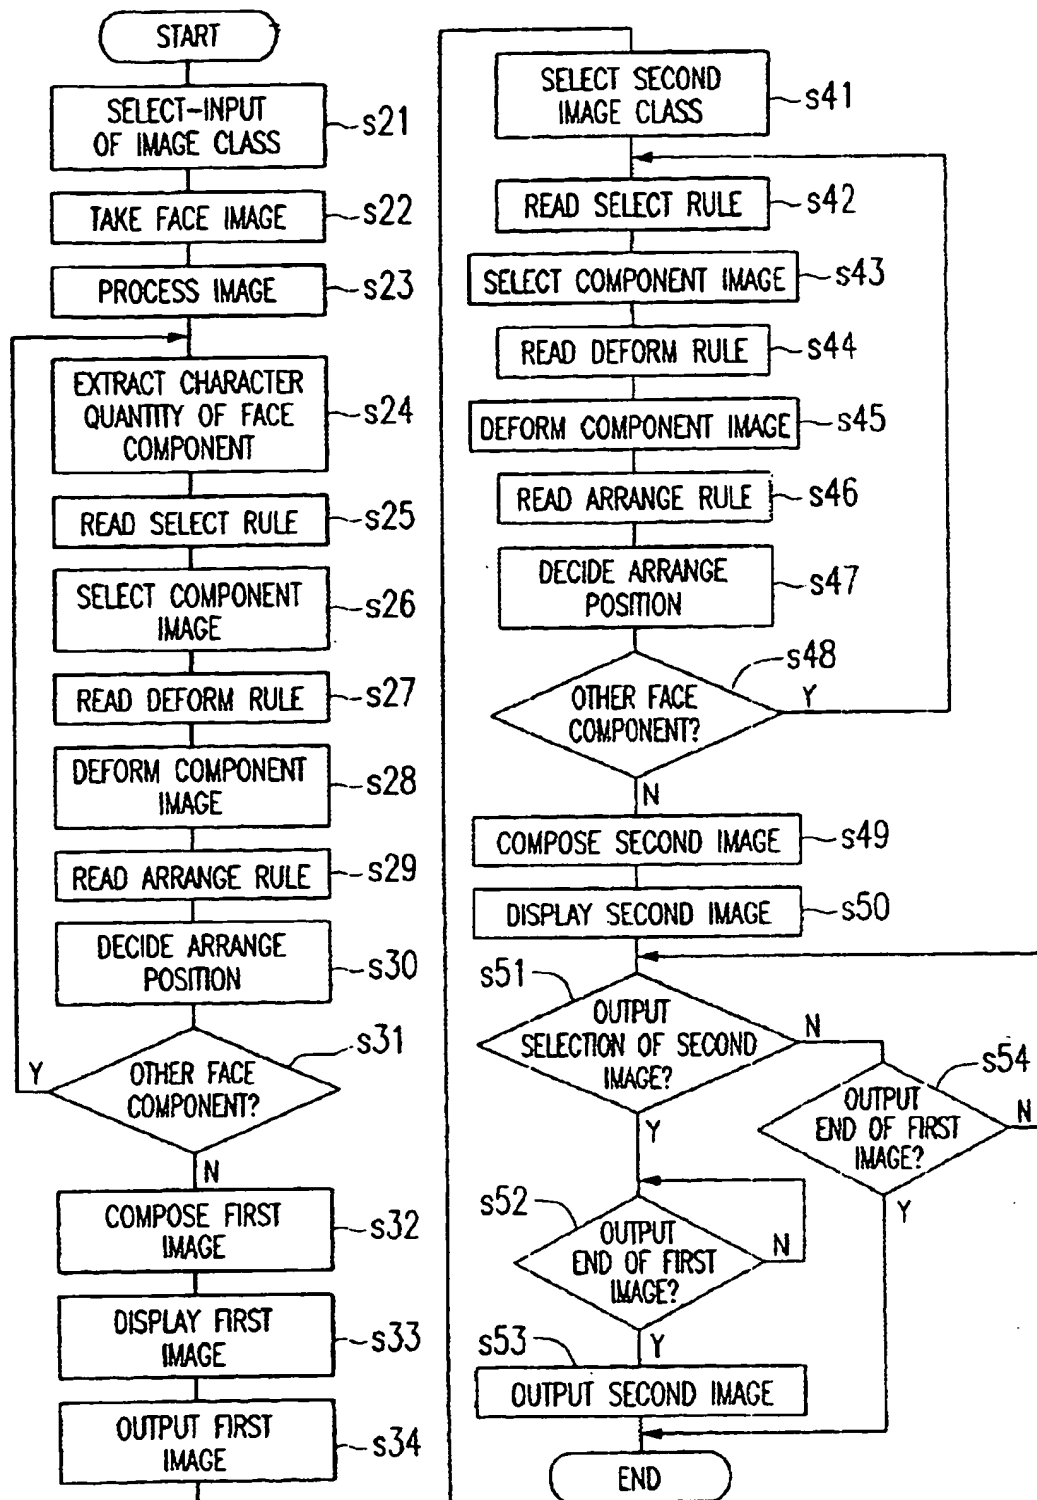 START
SELECT-INPUT
OF IMAGE CLASS
s21
TAKE FACE IMAGE
s22
PROCESS IMAGE
s23
EXTRACT CHARACTER
QUANTITY OF FACE
COMPONENT
s24
READ SELECT RULE
s25
SELECT COMPONENT
IMAGE
s26
READ DEFORM RULE
s27
DEFORM COMPONENT
IMAGE
s28
READ ARRANGE RULE
s29
DECIDE ARRANGE
POSITION
s30
s31
OTHER FACE
COMPONENT?
Y
N
COMPOSE FIRST
IMAGE
s32
DISPLAY FIRST
IMAGE
s33
OUTPUT FIRST
IMAGE
s34
SELECT SECOND
IMAGE CLASS
s41
READ SELECT RULE
s42
SELECT COMPONENT IMAGE
s43
READ DEFORM RULE
s44
DEFORM COMPONENT IMAGE
s45
READ ARRANGE RULE
s46
DECIDE ARRANGE
POSITION
s47
s48
OTHER FACE
COMPONENT?
Y
N
COMPOSE SECOND IMAGE
s49
DISPLAY SECOND IMAGE
s50
s51
OUTPUT
SELECTION OF SECOND
IMAGE?
N
Y
s54
OUTPUT
END OF FIRST
IMAGE?
N
Y
s52
OUTPUT
END OF FIRST
IMAGE?
N
Y
s53
OUTPUT SECOND IMAGE
END